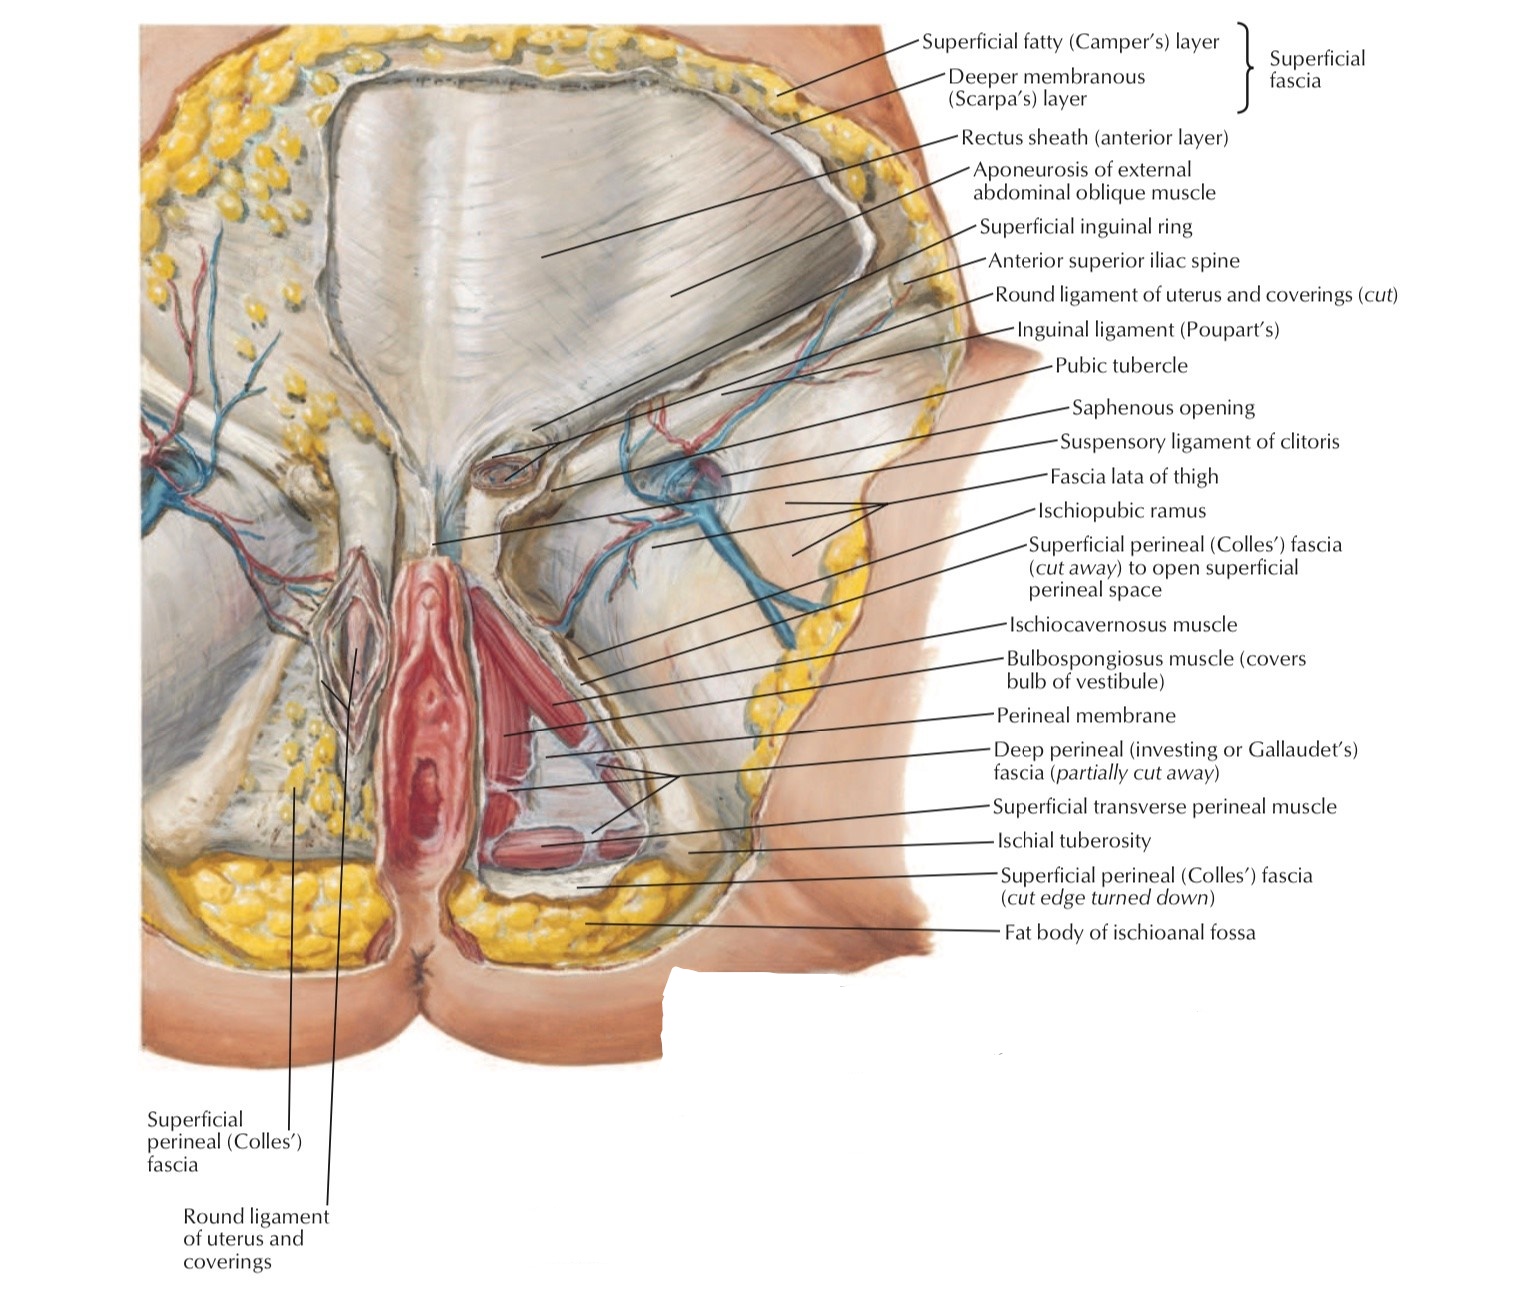 Superficial fatty (Camper's) layer
Deeper membranous
(Scarpa's) layer
Superficial
fascia
Rectus sheath (anterior layer)
Aponeurosis of external
abdominal oblique muscle
Superficial inguinal ring
Anterior superior iliac spine
Round ligament of uterus and coverings (cut)
Inguinal ligament (Poupart's)
Pubic tubercle
Saphenous opening
Suspensory ligament of clitoris
Fascia lata of thigh
Ischiopubic ramus
Superficial perineal (Colles') fascia
(cut away) to open superficial
perineal space
Ischiocavernosus muscle
Bulbospongiosus muscle (covers
bulb of vestibule)
Perineal membrane
Deep perineal (investing or Gallaudet's)
fascia (partially cut away)
Superficial transverse perineal muscle
Ischial tuberosity
Superficial perineal (Colles') fascia
(cut edge turned down)
Fat body of ischioanal fossa
Superficial
perineal (Colles')
fascia
Round ligament
of uterus and
coverings